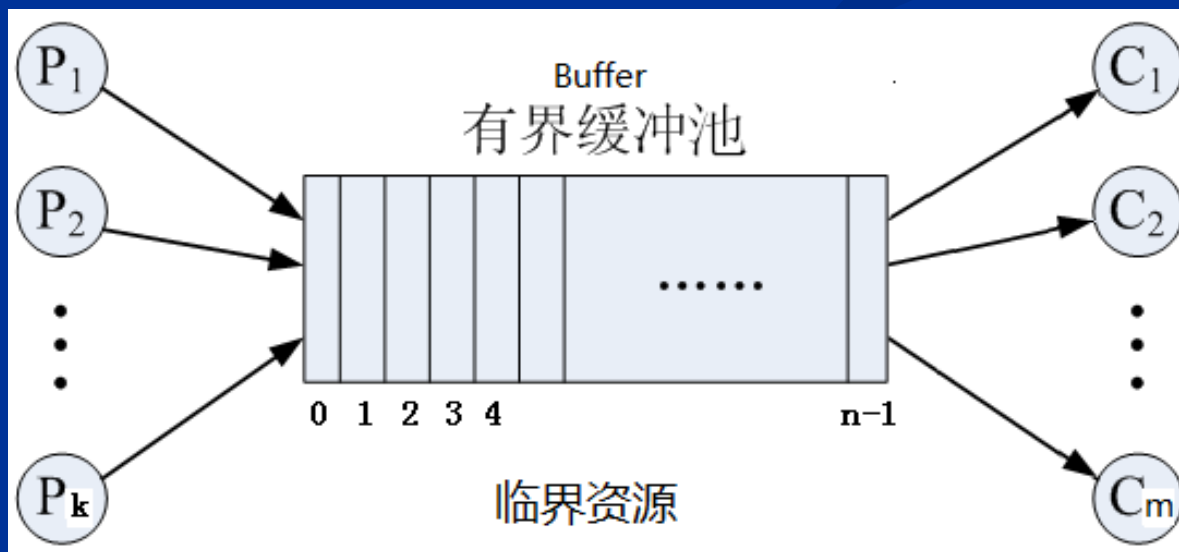 P1
Buffer
C1
有界缓冲池
P2
C2
......
0 1 2 3 4 n-1
Pk
临界资源
Cm